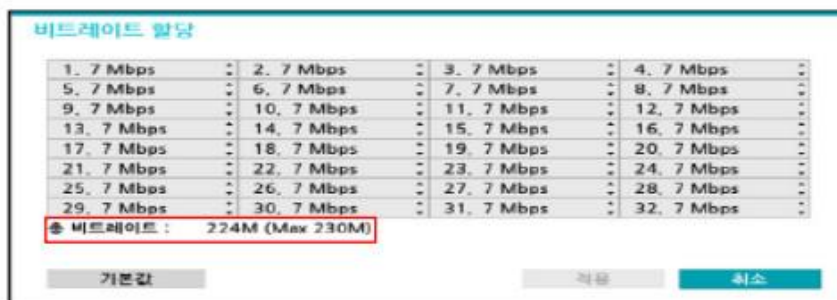 비트레이트 할당
1. 7 Mbps 2. 7 Mbps 3. 7 Mbps 4. 7 Mbps
5. 7 Mbps 6. 7 Mbps 7. 7 Mbps 8. 7 Mbps
9. 7 Mbps 10. 7 Mbps 11. 7 Mbps 12. 7 Mbps
13. 7 Mbps 14. 7 Mbps 15. 7 Mbps 16. 7 Mbps
17. 7 Mbps 18. 7 Mbps 19. 7 Mbps 20. 7 Mbps
21. 7 Mbps 22. 7 Mbps 23. 7 Mbps 24. 7 Mbps
25. 7 Mbps 26. 7 Mbps 27. 7 Mbps 28. 7 Mbps
29. 7 Mbps 30. 7 Mbps 31. 7 Mbps 32. 7 Mbps
총 비트레이트 : 224M (Max 230M)
기본값 적용 취소